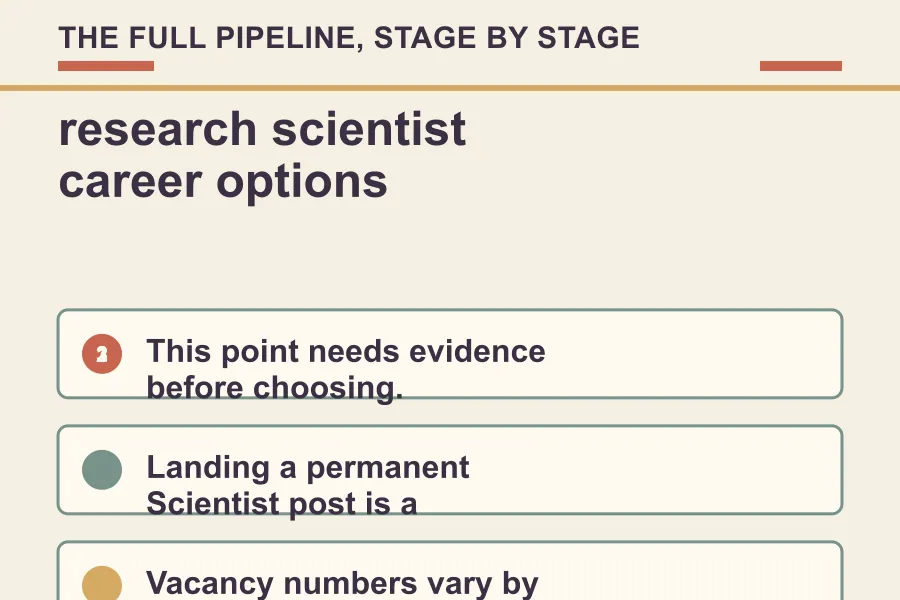 THE FULL PIPELINE, STAGE BY STAGE
research scientist
career options
This point needs evidence
before choosing.
Landing a permanent
Scientist post is a
Vacancy numbers vary by